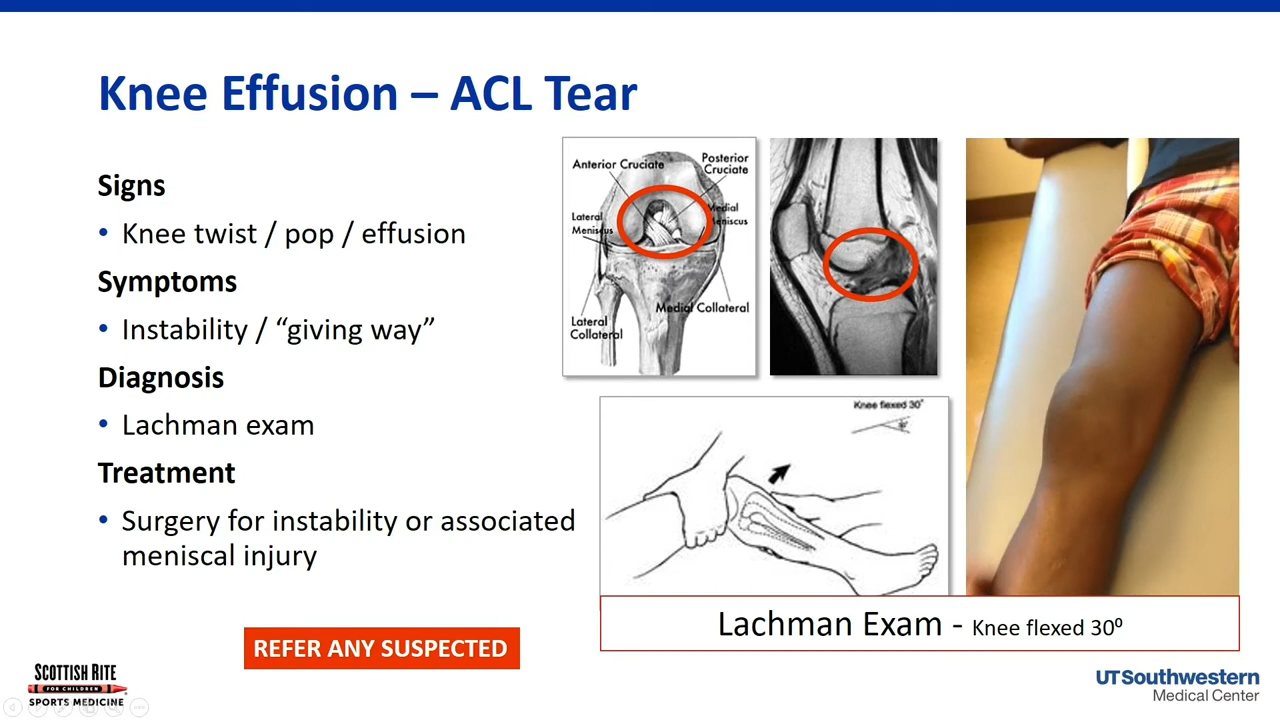 Knee Effusion – ACL Tear
Signs
• Knee twist / pop / effusion
Symptoms
• Instability / “giving way”
Diagnosis
• Lachman exam
Treatment
• Surgery for instability or associated
meniscal injury
REFER ANY SUSPECTED
Anterior Cruciate
Posterior
Cruciate
Lateral
Meniscus
Medial
Meniscus
Medial Collateral
Lateral
Collateral
Knee flexed 30°
30°
Lachman Exam - Knee flexed 30⁰
SCOTTISH RITE
FOR CHILDREN
SPORTS MEDICINE
UTSouthwestern
Medical Center